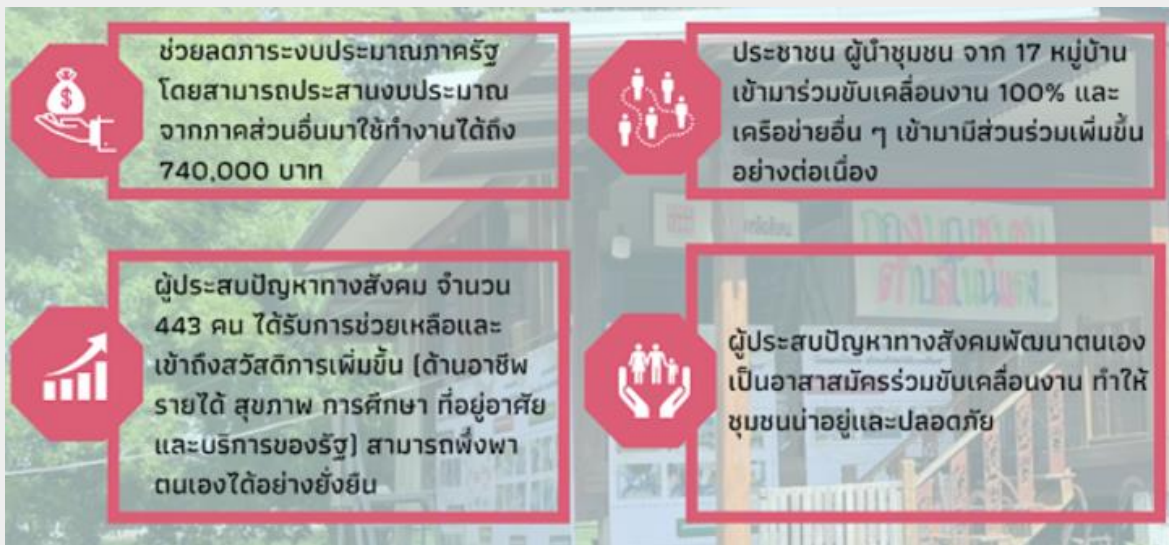 ช่วยลดภาระงบประมาณภาครัฐ
โดยสามารถประสานงบประมาณ
จากภาคส่วนอื่นมาใช้ทำงานได้ถึง
740,000 บาท
ประชาชน ผู้นำชุมชน จาก 17 หมู่บ้าน
เข้ามาร่วมขับเคลื่อนงาน 100% และ
เครือข่ายอื่น ๆ เข้ามามีส่วนร่วมเพิ่มขึ้น
อย่างต่อเนื่อง
ผู้ประสบปัญหาทางสังคม จำนวน
443 คน ได้รับการช่วยเหลือและ
เข้าถึงสวัสดิการเพิ่มขึ้น (ด้านอาชีพ
รายได้ สุขภาพ การศึกษา ที่อยู่อาศัย
และบริการของรัฐ) สามารถพึ่งพา
ตนเองได้อย่างยั่งยืน
ผู้ประสบปัญหาทางสังคมพัฒนาตนเอง
เป็นอาสาสมัครร่วมขับเคลื่อนงาน ทำให้
ชุมชนน่าอยู่และปลอดภัย